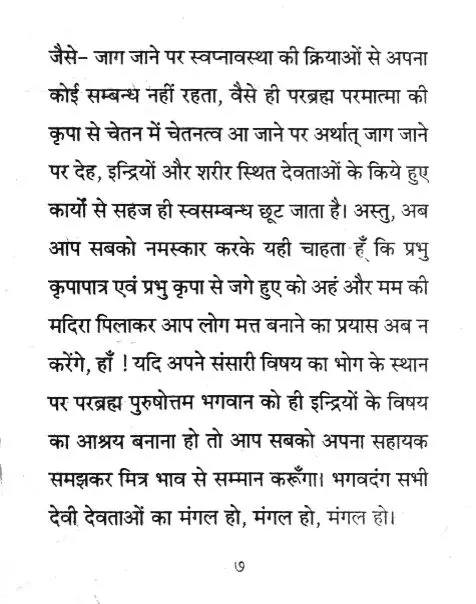 जैसे– जाग जाने पर स्वप्नावस्था की क्रियाओं से अपना
कोई सम्बन्ध नहीं रहता, वैसे ही परब्रह्म परमात्मा की
कृपा से चेतन में चेतनत्व आ जाने पर अर्थात् जाग जाने
पर देह, इन्द्रियों और शरीर स्थित देवताओं के किये हुए
कार्यों से सहज ही स्वसम्बन्ध छूट जाता है। अस्तु, अब
आप सबको नमस्कार करके यही चाहता हूँ कि प्रभु
कृपापात्र एवं प्रभु कृपा से जगे हुए को अहं और मम की
मदिरा पिलाकर आप लोग मत्त बनाने का प्रयास अब न
करेंगे, हाँ ! यदि अपने संसारी विषय का भोग के स्थान
पर परब्रह्म पुरुषोत्तम भगवान को ही इन्द्रियों के विषय
का आश्रय बनाना हो तो आप सबको अपना सहायक
समझकर मित्र भाव से सम्मान करूँगा। भगवदंग सभी
देवी देवताओं का मंगल हो, मंगल हो, मंगल हो।
७